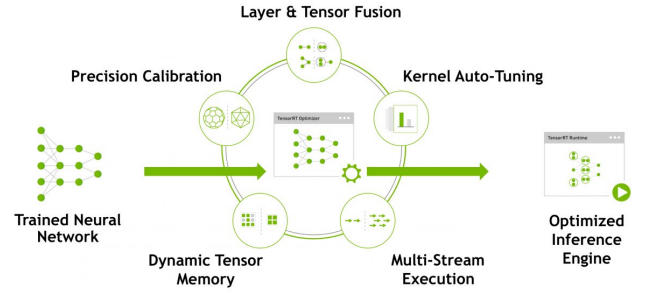 Layer & Tensor Fusion
Precision Calibration
Kernel Auto-Tuning
TensorRT Optimizer
TensorRT Runtime
Trained Neural
Network
Dynamic Tensor
Memory
Multi-Stream
Execution
Optimized
Inference
Engine